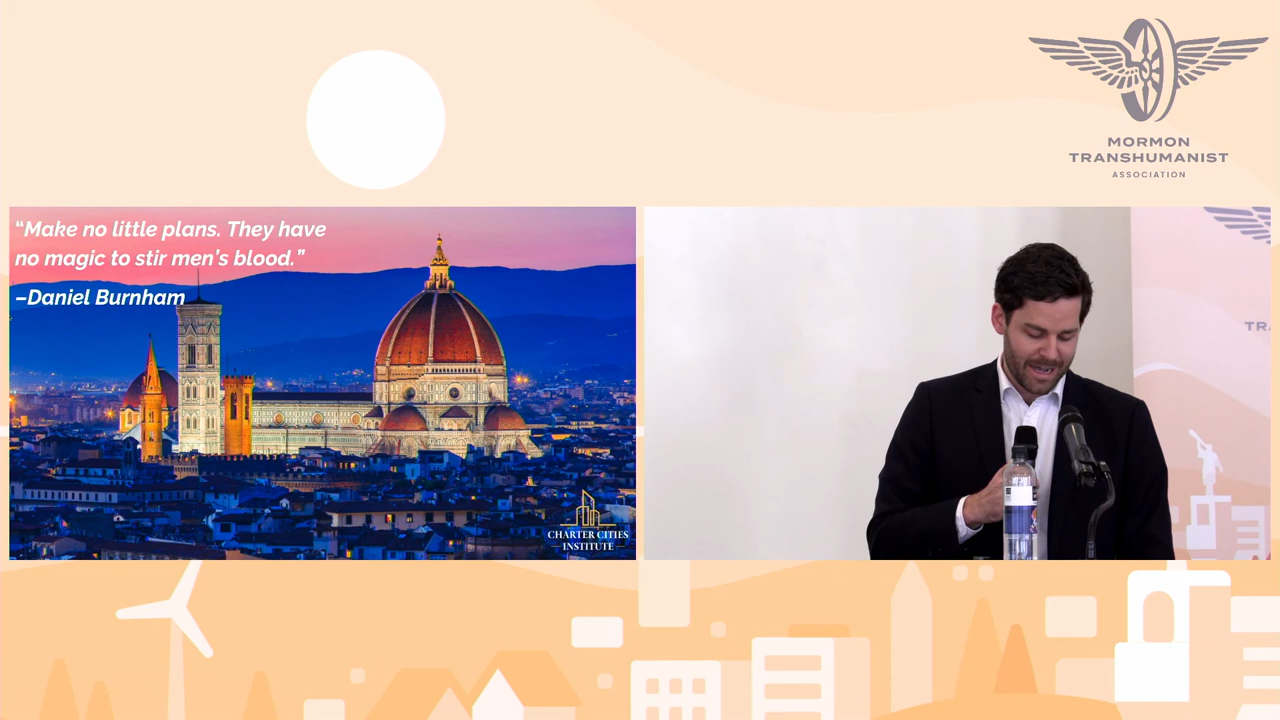 MORMON
TRANSHUMANIST
ASSOCIATION
“Make no little plans. They have
no magic to stir men’s blood.”
–Daniel Burnham
CHARTER CITIES
INSTITUTE
TR